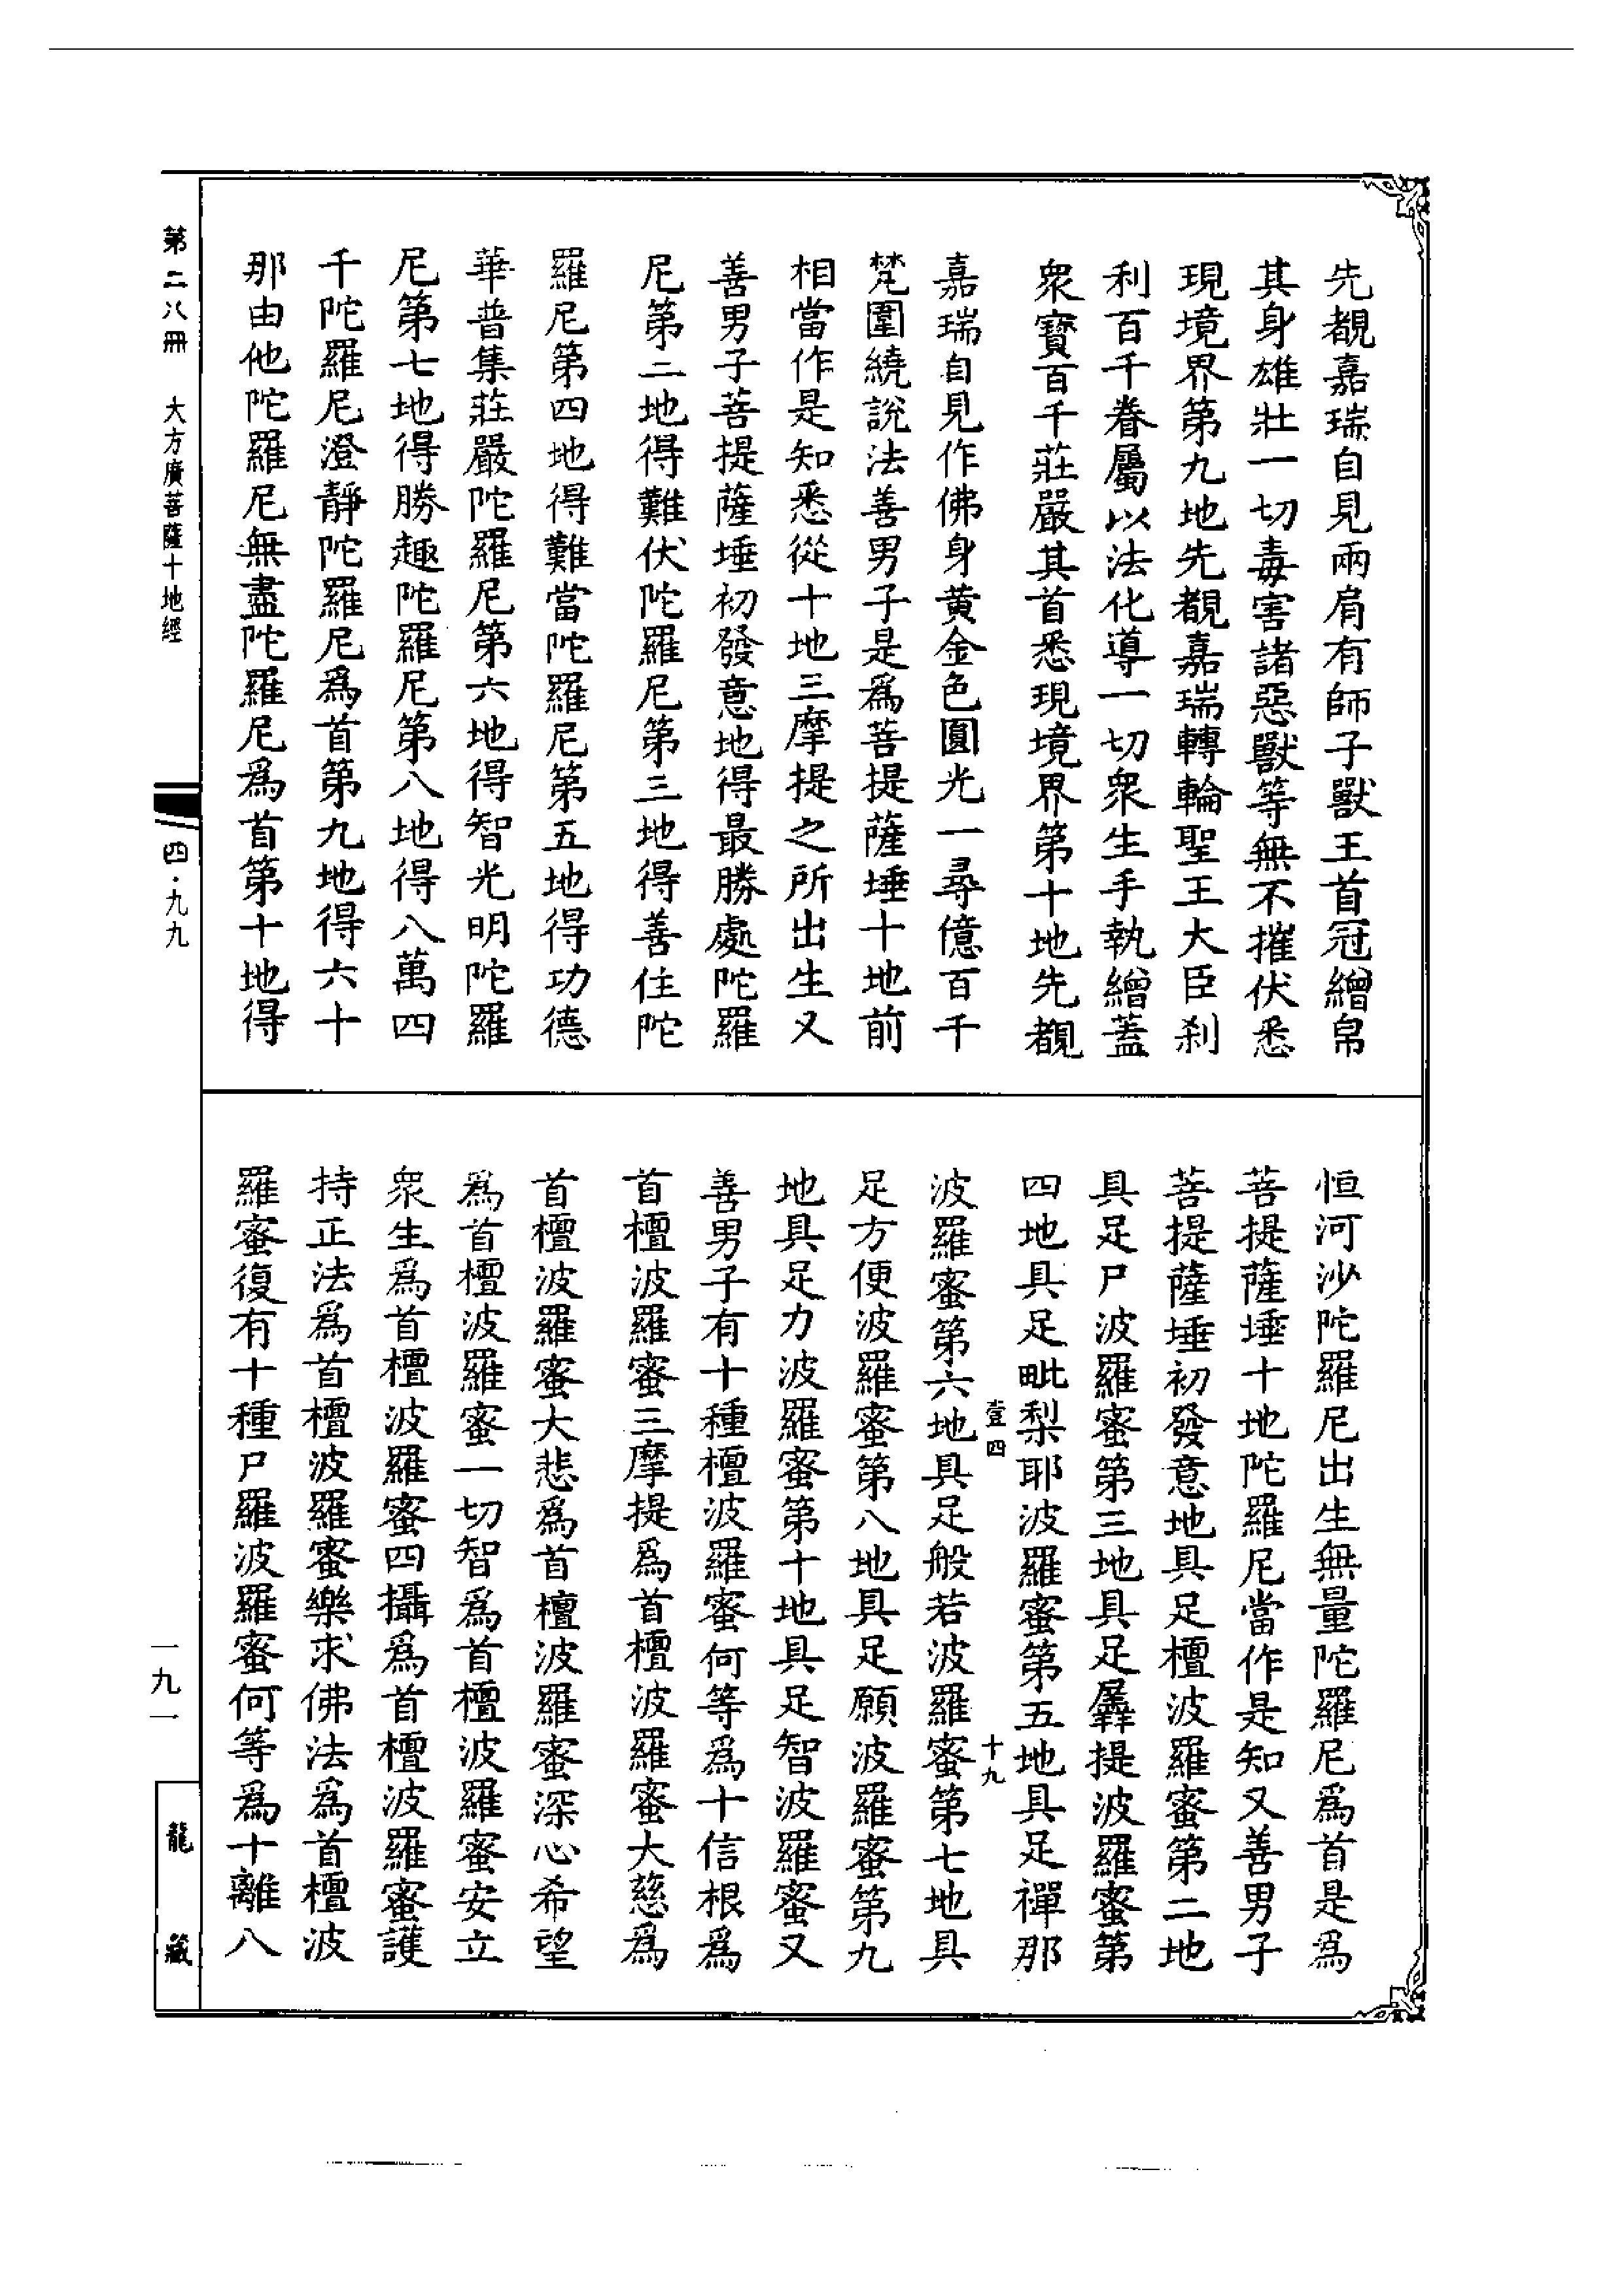 先覩嘉瑞自見兩肩有師子獸王首冠繒帛
其身雄壯一切毒害諸惡獸等無不摧伏悉
現境界第九地先覩嘉瑞轉輪聖王大臣刹
利百千眷屬以法化導一切眾生手執繒蓋
眾寶百千莊嚴其首悉現境界第十地先覩
嘉瑞自見作佛身黃金色圓光一尋億百千
梵圍繞說法善男子是爲菩提薩埵十地前
相當作是知悉從十地三摩提之所出生又
善男子菩提薩埵初發意地得最勝處陀羅
尼第二地得難伏陀羅尼第三地得善住陀
羅尼第四地得難當陀羅尼第五地得功德
華普集莊嚴陀羅尼第六地得智光明陀羅
尼第七地得勝趣陀羅尼第八地得八萬四
千陀羅尼澄靜陀羅尼爲首第九地得六十
那由他陀羅尼無盡陀羅尼爲首第十地得
恒河沙陀羅尼出生無量陀羅尼爲首是爲
菩提薩埵十地陀羅尼當作是知又善男子
菩提薩埵初發意地具足檀波羅蜜第二地
具足尸波羅蜜第三地具足羼提波羅蜜第
四地具足毗梨耶波羅蜜第五地具足禪那
壹四
十九
波羅蜜第六地具足般若波羅蜜第七地具
足方便波羅蜜第八地具足願波羅蜜第九
地具足力波羅蜜第十地具足智波羅蜜又
善男子有十種檀波羅蜜何等爲十信根爲
首檀波羅蜜三摩提爲首檀波羅蜜大慈爲
首檀波羅蜜大悲爲首檀波羅蜜深心希望
爲首檀波羅蜜一切智爲首檀波羅蜜安立
眾生爲首檀波羅蜜四攝爲首檀波羅蜜護
持正法爲首檀波羅蜜樂求佛法爲首檀波
羅蜜復有十種尸羅波羅蜜何等爲十離八
第二八冊 大方廣菩薩十地經
四·九九
一九一
龍藏